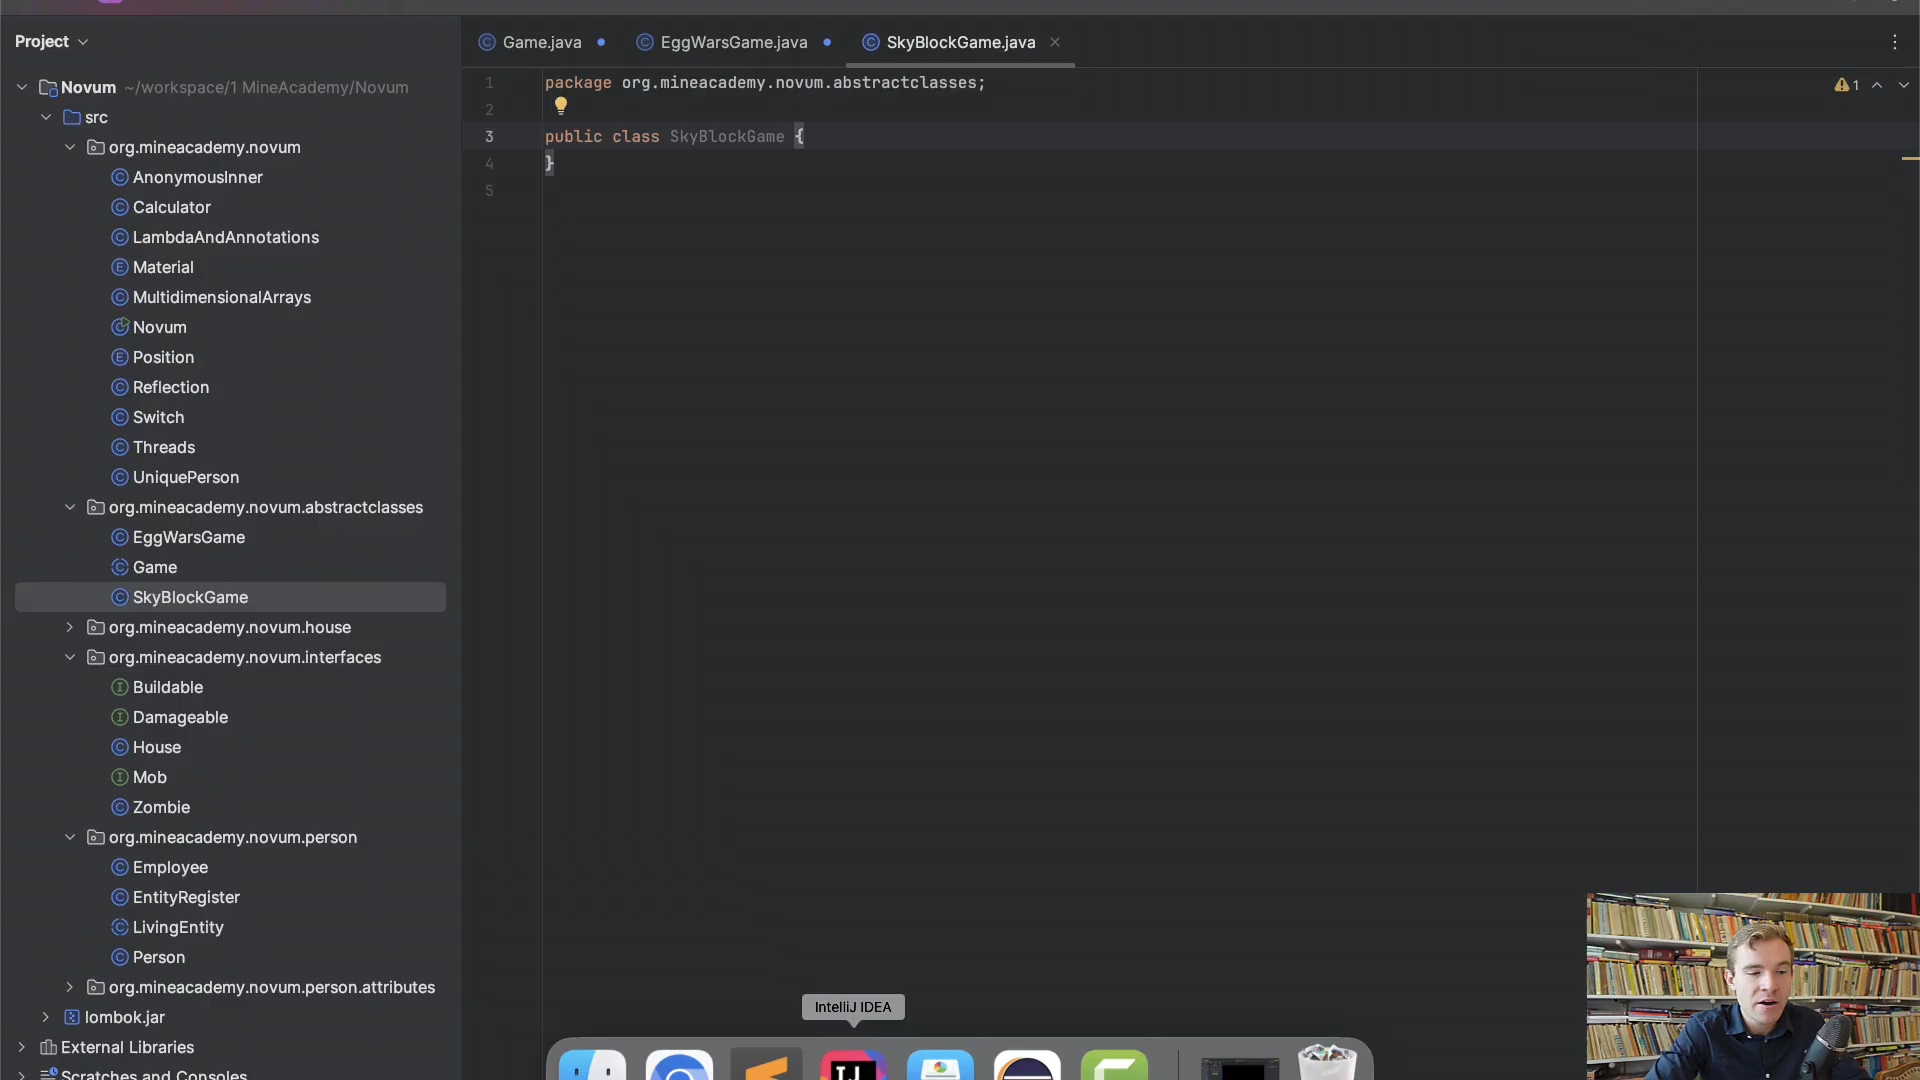 Project
Novum ~/workspace/1 MineAcademy/Novum
src
org.mineacademy.novum
AnonymousInner
Calculator
LambdaAndAnnotations
Material
MultidimensionalArrays
Novum
Position
Reflection
Switch
Threads
UniquePerson
org.mineacademy.novum.abstractclasses
EggWarsGame
Game
SkyBlockGame
org.mineacademy.novum.house
org.mineacademy.novum.interfaces
Buildable
Damageable
House
Mob
Zombie
org.mineacademy.novum.person
Employee
EntityRegister
LivingEntity
Person
org.mineacademy.novum.person.attributes
lombok.jar
External Libraries
Scratches and Consoles
Game.java
EggWarsGame.java
SkyBlockGame.java
1 package org.mineacademy.novum.abstractclasses;
2
3 public class SkyBlockGame {
4 }
5
1
IntelliJ IDEA
IJ